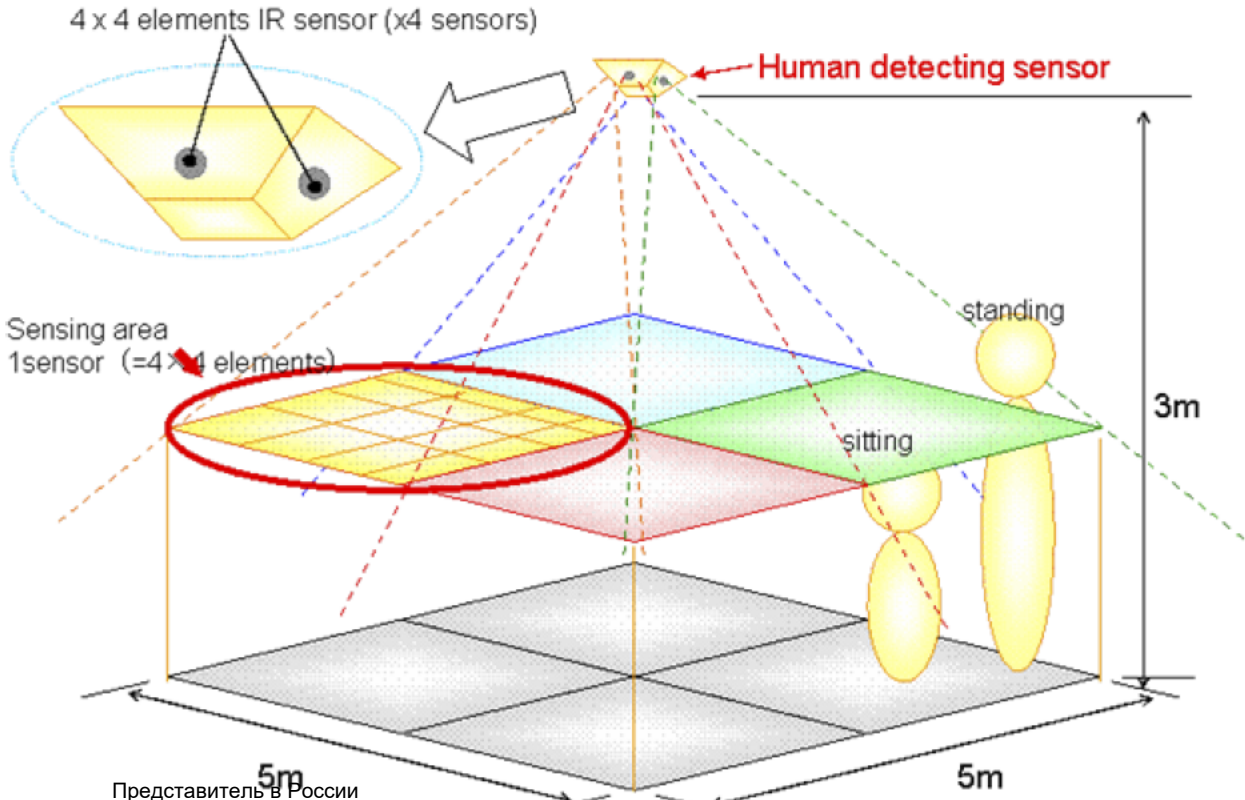 4 x 4 elements IR sensor (x4 sensors)
Human detecting sensor
Sensing area
1sensor (=4×4 elements)
standing
sitting
3m
5m
5m
Представитель в России